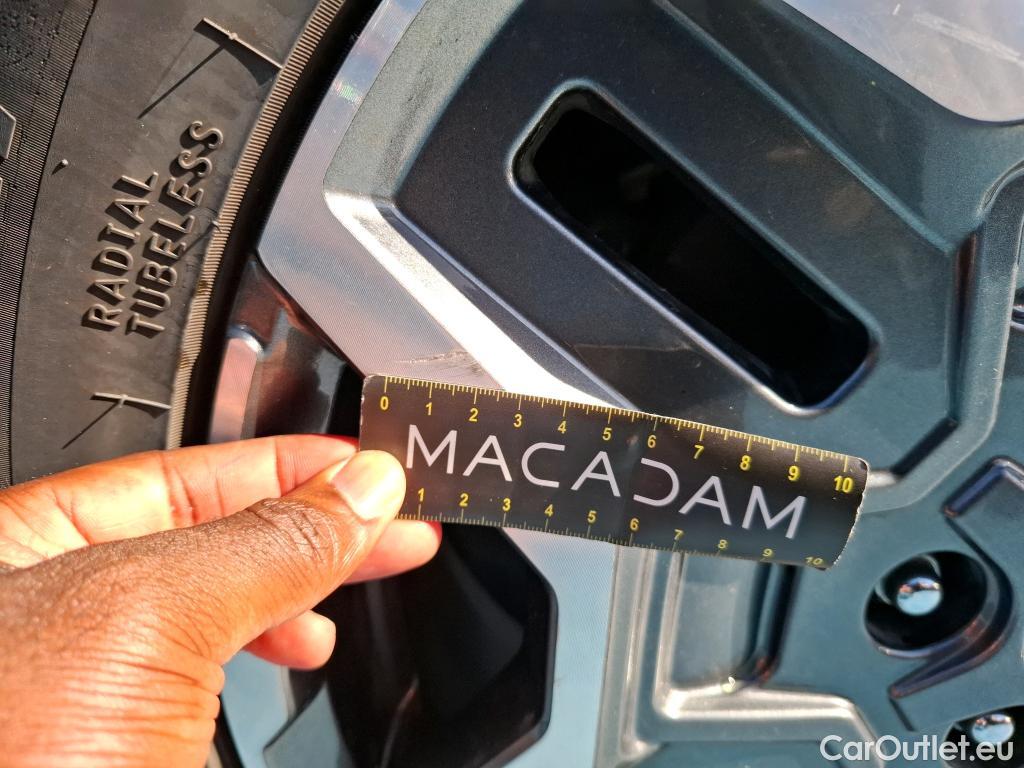 RADIAL
TUBELESS
0 1 2 3 4 5 6 7 8 9 10
MACADAM
1 2 3 4 5 6 7 8 9 10
CarOutlet.eu